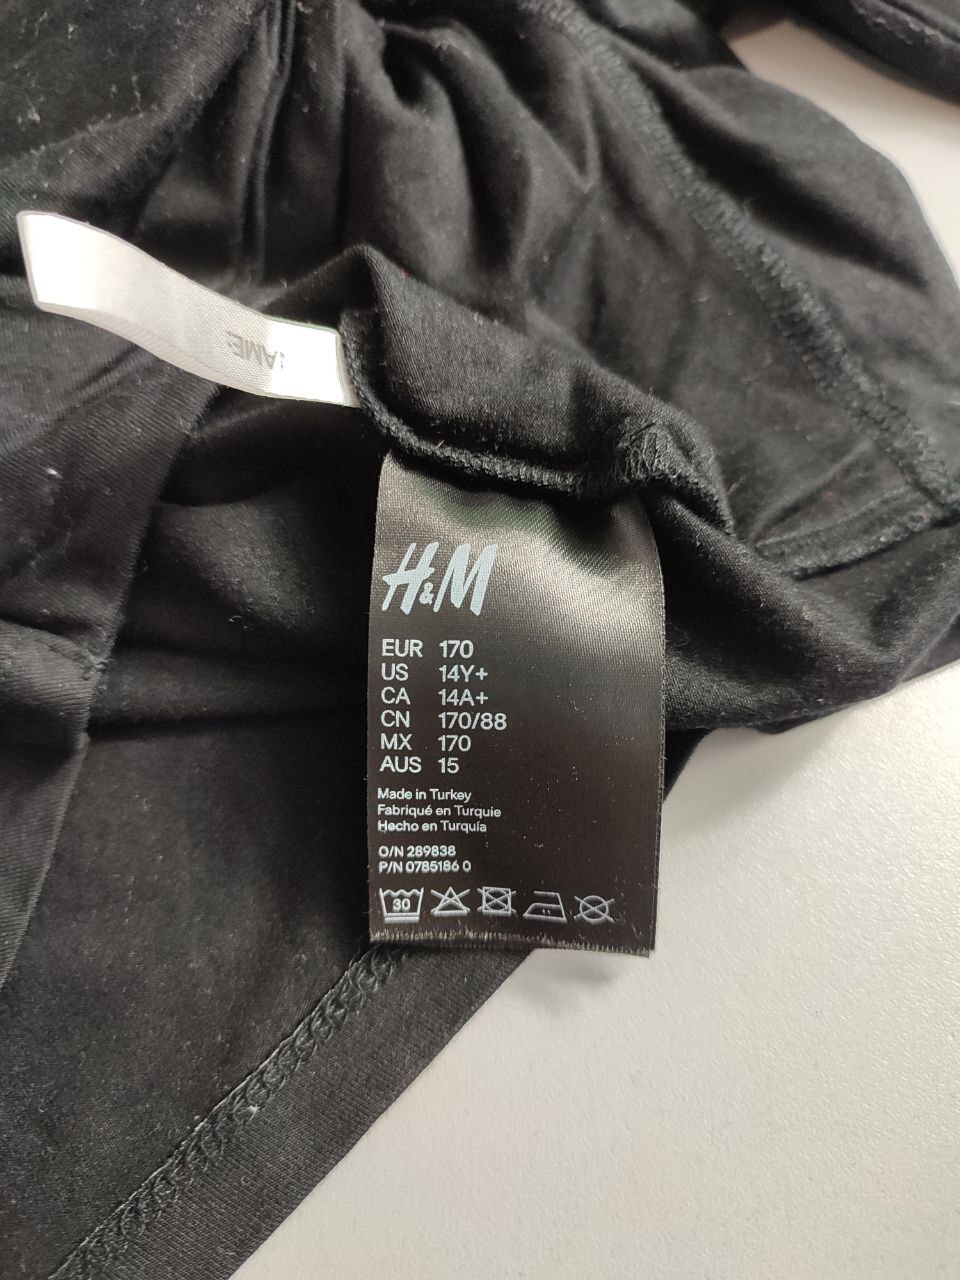 H&M
EUR 170
US 14Y+
CA 14A+
CN 170/88
MX 170
AUS 15
Made in Turkey
Fabriqué en Turquie
Hecho en Turquía
O/N 289838
P/N 0785186 0
30